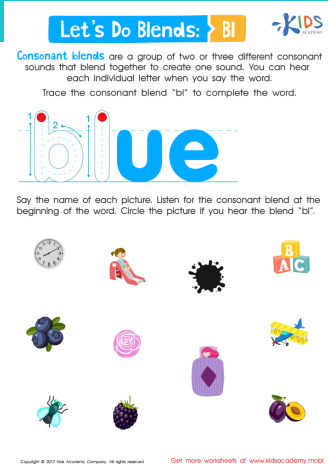 Let's Do Blends: Bl
KIDS
ACADEMY
Consonant blends are a group of two or three different consonant
sounds that blend together to create one sound. You can hear
each individual letter when you say the word.
Trace the consonant blend "bl" to complete the word.
1 2 1
blue
Say the name of each picture. Listen for the consonant blend at the
beginning of the word. Circle the picture if you hear the blend "bl".
B
A C
Copyright © 2017 Kids Academy Company. All rights reserved
Get more worksheets at www.kidsacademy.mobi